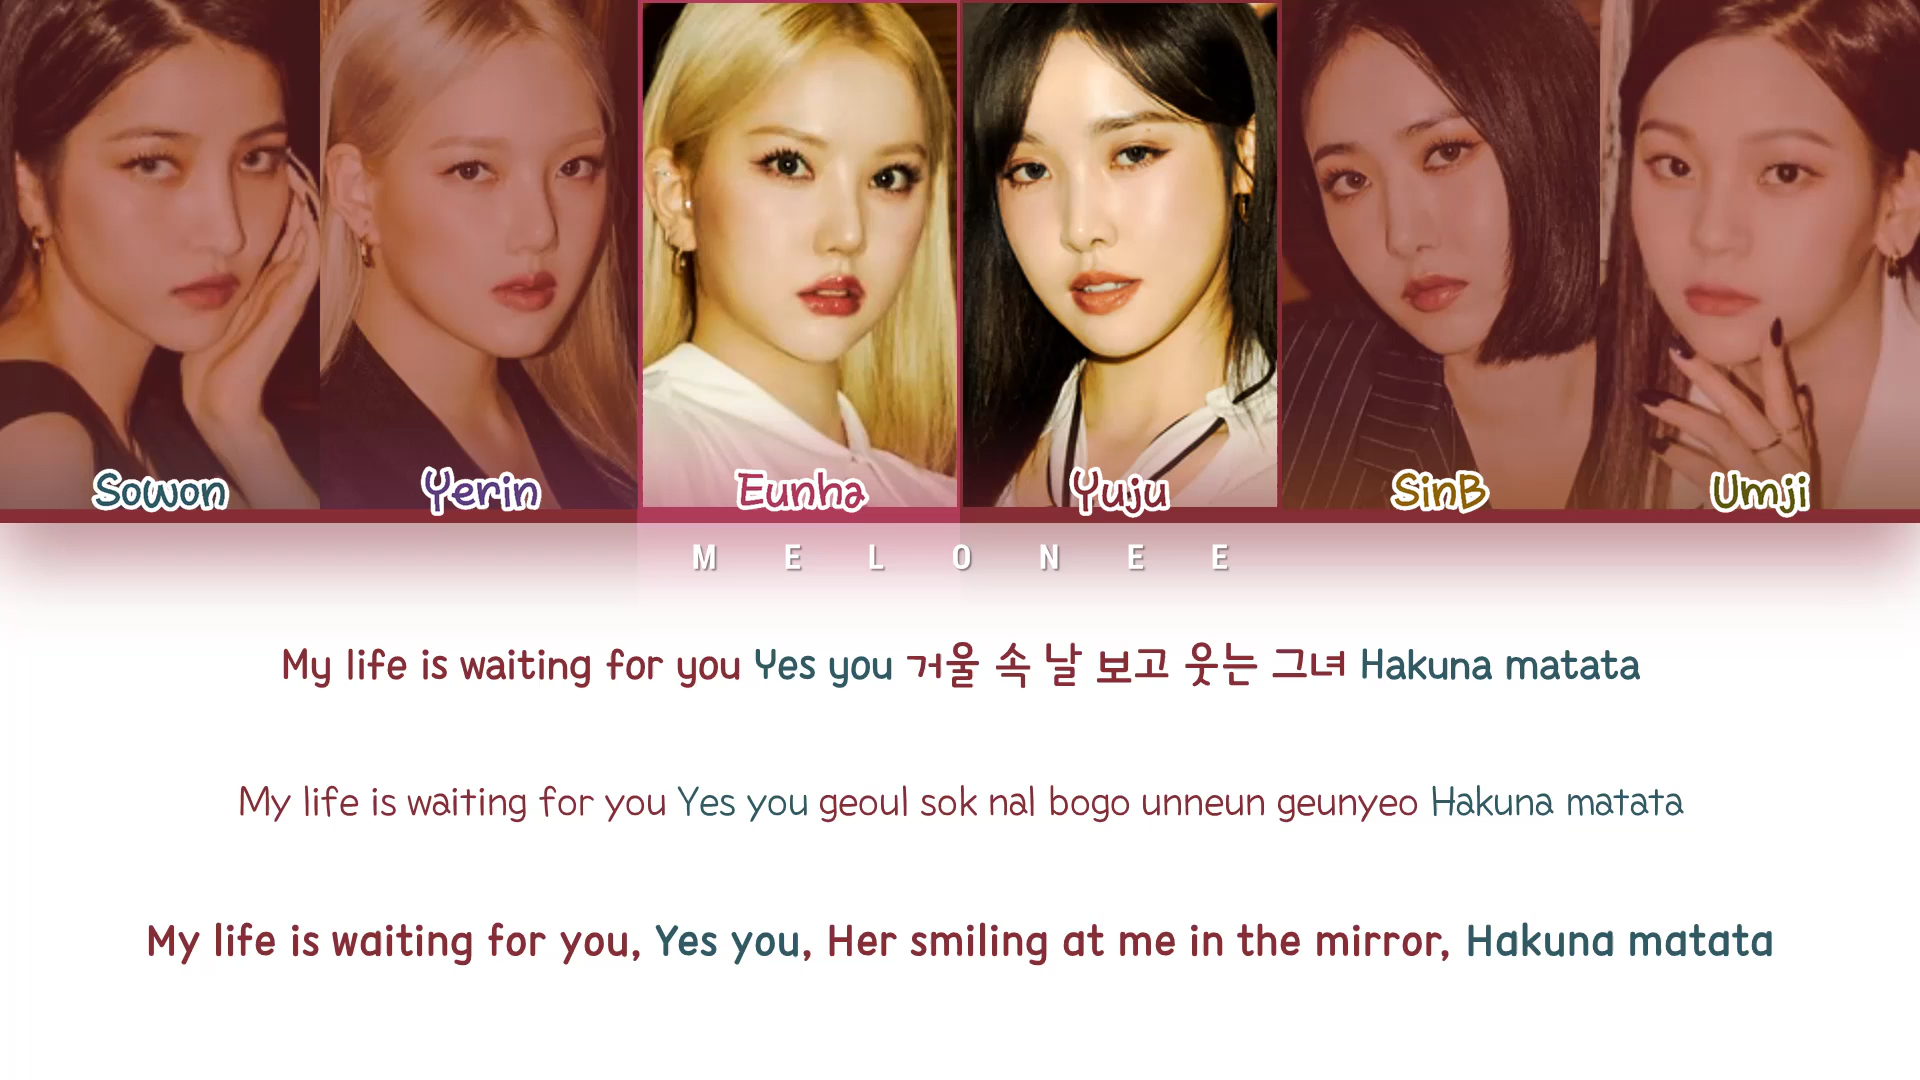 Sowon Yerin Eunha Yuju SinB Umji
MELONEE
My life is waiting for you Yes you 거울 속 날 보고 웃는 그녀 Hakuna matata
My life is waiting for you Yes you geoul sok nal bogo unneun geunyeo Hakuna matata
My life is waiting for you, Yes you, Her smiling at me in the mirror, Hakuna matata